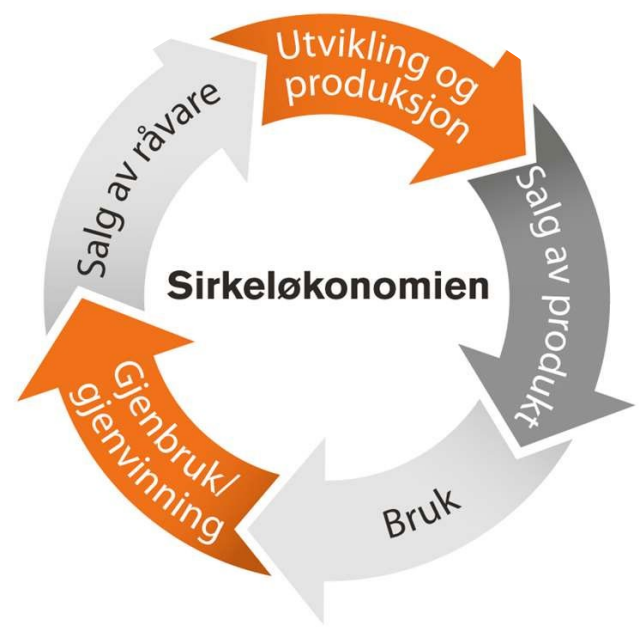 Utvikling og
produksjon
Salg av produkt
Bruk
Gjenbruk/
gjenvinning
Salg av råvare
Sirkeløkonomien